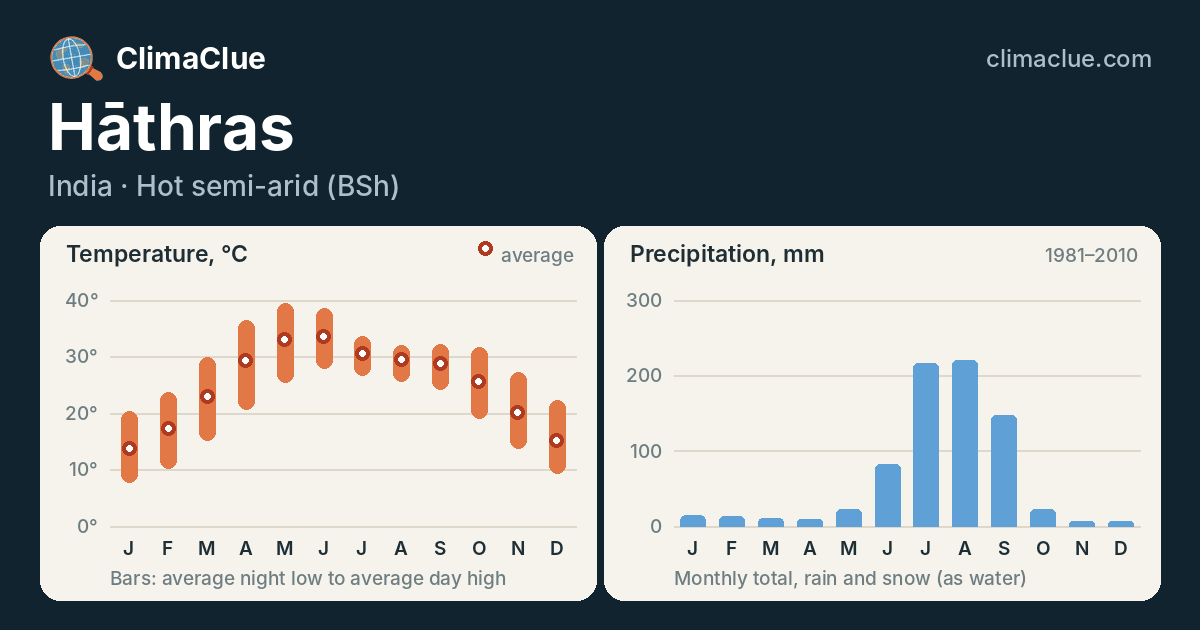 ClimaClue
climaclue.com
Hāthras
India · Hot semi-arid (BSh)
Temperature, °C
average
40°
30°
20°
10°
0°
J F M A M J J A S O N D
Bars: average night low to average day high
Precipitation, mm
1981–2010
300
200
100
0
J F M A M J J A S O N D
Monthly total, rain and snow (as water)